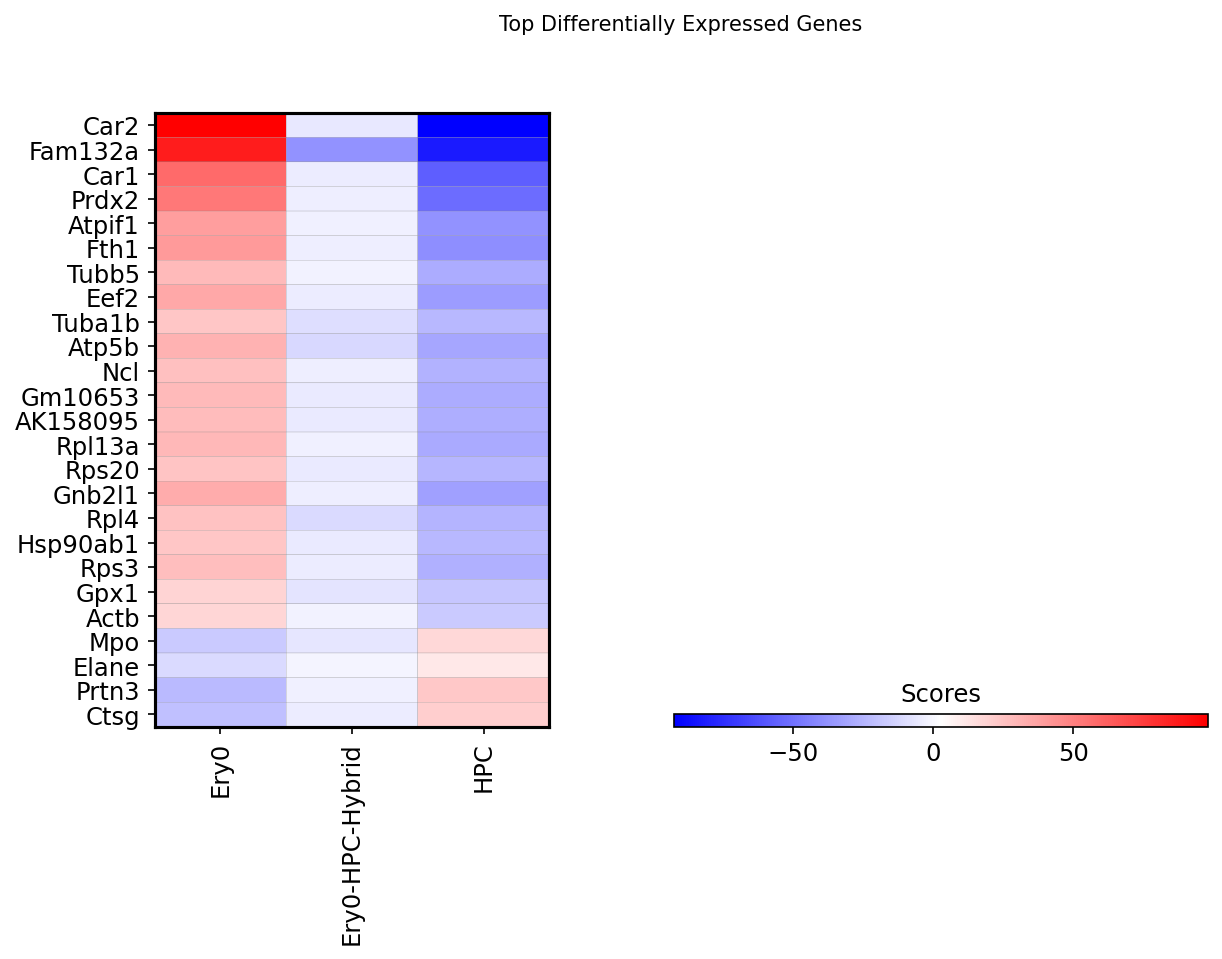 Top Differentially Expressed Genes
Car2
Fam132a
Car1
Prdx2
Atpif1
Fth1
Tubb5
Eef2
Tuba1b
Atp5b
Ncl
Gm10653
AK158095
Rpl13a
Rps20
Gnb2l1
Rpl4
Hsp90ab1
Rps3
Gpx1
Actb
Mpo
Elane
Prtn3
Ctsg
Ery0
Ery0-HPC-Hybrid
HPC
Scores
−50 0 50